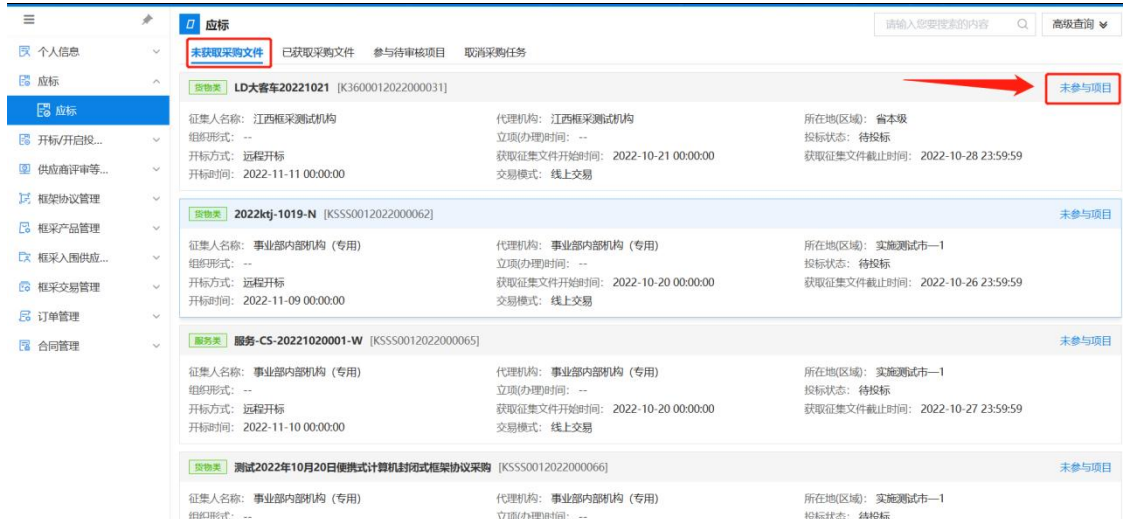 应标
请输入您要搜索的内容
高级查询
个人信息
未获取采购文件 已获取采购文件 参与待审核项目 取消采购任务
应标
货物类 LD大客车20221021 [K3600012022000031] 未参与项目
应标
征集人名称: 江西框采测试机构 代理机构: 江西框采测试机构 所在地(区域): 省本级
开标/开启投...
组织形式: -- 立项(办理)时间: -- 投标状态: 待投标
开标方式: 远程开标 获取征集文件开始时间: 2022-10-21 00:00:00 获取征集文件截止时间: 2022-10-28 23:59:59
供应商评审等...
开标时间: 2022-11-11 00:00:00 交易模式: 线上交易
框架协议管理
货物类 2022ktj-1019-N [KSSS0012022000062] 未参与项目
框采产品管理
征集人名称: 事业部内部机构 (专用) 代理机构: 事业部内部机构 (专用) 所在地(区域): 实施测试市—1
框采入围供应...
组织形式: -- 立项(办理)时间: -- 投标状态: 待投标
开标方式: 远程开标 获取征集文件开始时间: 2022-10-20 00:00:00 获取征集文件截止时间: 2022-10-26 23:59:59
框采交易管理
开标时间: 2022-11-09 00:00:00 交易模式: 线上交易
订单管理
服务类 服务-CS-20221020001-W [KSSS0012022000065] 未参与项目
合同管理
征集人名称: 事业部内部机构 (专用) 代理机构: 事业部内部机构 (专用) 所在地(区域): 实施测试市—1
组织形式: -- 立项(办理)时间: -- 投标状态: 待投标
开标方式: 远程开标 获取征集文件开始时间: 2022-10-20 00:00:00 获取征集文件截止时间: 2022-10-27 23:59:59
开标时间: 2022-11-10 00:00:00 交易模式: 线上交易
货物类 测试2022年10月20日便携式计算机封闭式框架协议采购 [KSSS0012022000066] 未参与项目
征集人名称: 事业部内部机构 (专用) 代理机构: 事业部内部机构 (专用) 所在地(区域): 实施测试市—1
组织形式: -- 立项(办理)时间: -- 投标状态: 待投标